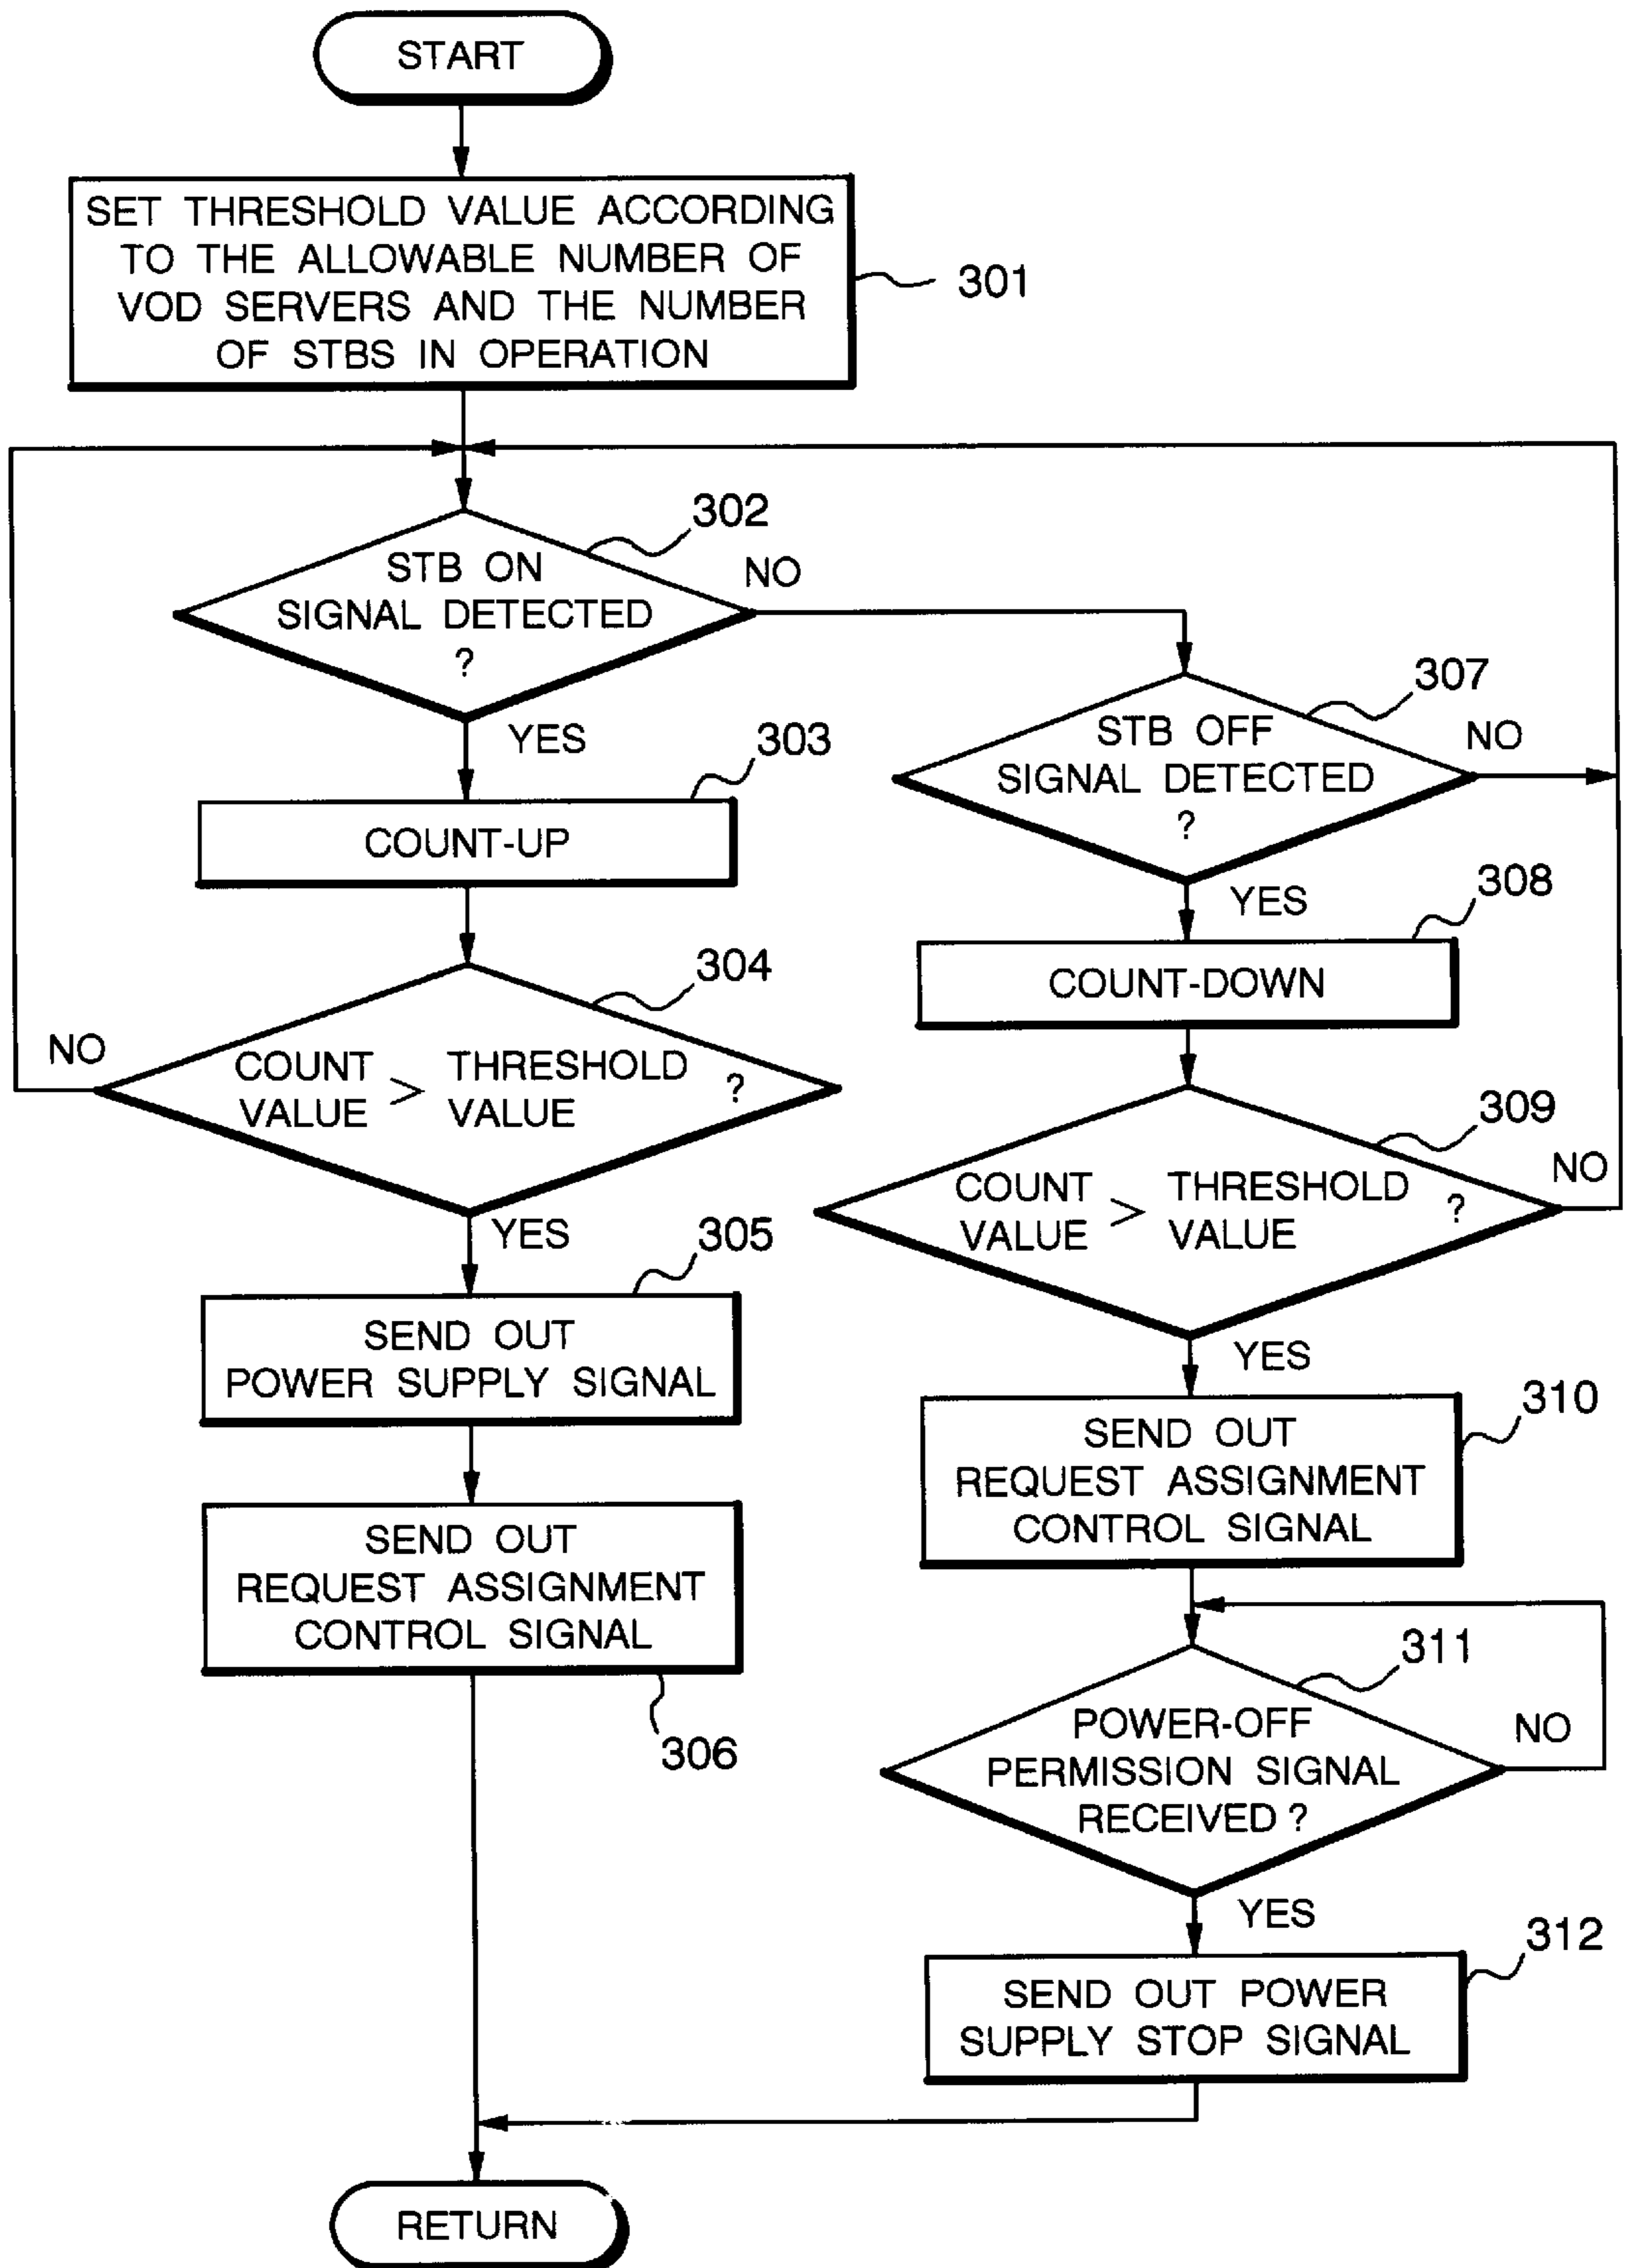 START
SET THRESHOLD VALUE ACCORDING
TO THE ALLOWABLE NUMBER OF
VOD SERVERS AND THE NUMBER
OF STBS IN OPERATION
301
302
STB ON
SIGNAL DETECTED
?
NO
YES
303
COUNT-UP
304
COUNT VALUE > THRESHOLD VALUE ?
NO
YES
305
SEND OUT
POWER SUPPLY SIGNAL
SEND OUT
REQUEST ASSIGNMENT
CONTROL SIGNAL
306
307
STB OFF
SIGNAL DETECTED
?
NO
YES
308
COUNT-DOWN
309
COUNT VALUE > THRESHOLD VALUE ?
NO
YES
310
SEND OUT
REQUEST ASSIGNMENT
CONTROL SIGNAL
311
POWER-OFF
PERMISSION SIGNAL
RECEIVED ?
NO
YES
312
SEND OUT POWER
SUPPLY STOP SIGNAL
RETURN